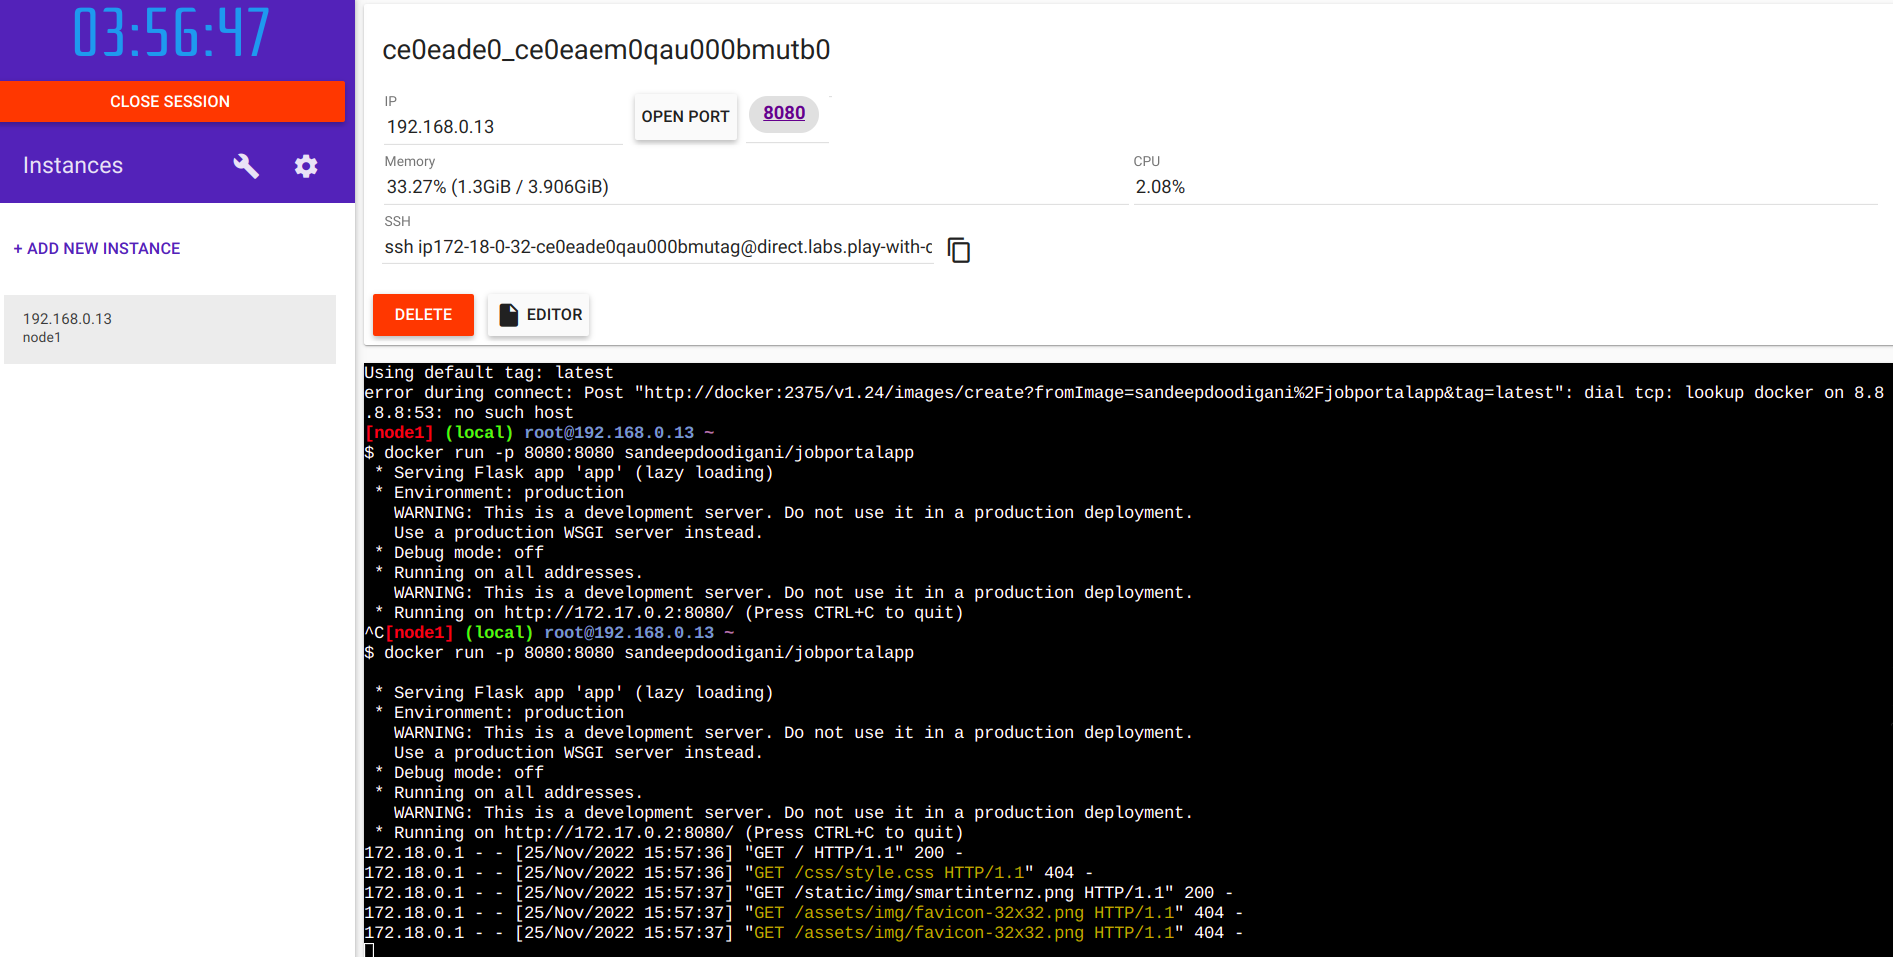 03:56:47
CLOSE SESSION
Instances
+ ADD NEW INSTANCE
192.168.0.13
node1
ce0eade0_ce0eaem0qau000bmutb0
IP
192.168.0.13
OPEN PORT
8080
Memory
33.27% (1.3GiB / 3.906GiB)
CPU
2.08%
SSH
ssh ip172-18-0-32-ce0eade0qau000bmutag@direct.labs.play-with-c
DELETE
EDITOR
Using default tag: latest
error during connect: Post "http://docker:2375/v1.24/images/create?fromImage=sandeepdoodigani%2Fjobportalapp&tag=latest": dial tcp: lookup docker on 8.8
.8.8:53: no such host
[node1] (local) root@192.168.0.13 ~
$ docker run -p 8080:8080 sandeepdoodigani/jobportalapp
 * Serving Flask app 'app' (lazy loading)
 * Environment: production
   WARNING: This is a development server. Do not use it in a production deployment.
   Use a production WSGI server instead.
 * Debug mode: off
 * Running on all addresses.
   WARNING: This is a development server. Do not use it in a production deployment.
 * Running on http://172.17.0.2:8080/ (Press CTRL+C to quit)
^C[node1] (local) root@192.168.0.13 ~
$ docker run -p 8080:8080 sandeepdoodigani/jobportalapp
 * Serving Flask app 'app' (lazy loading)
 * Environment: production
   WARNING: This is a development server. Do not use it in a production deployment.
   Use a production WSGI server instead.
 * Debug mode: off
 * Running on all addresses.
   WARNING: This is a development server. Do not use it in a production deployment.
 * Running on http://172.17.0.2:8080/ (Press CTRL+C to quit)
172.18.0.1 - - [25/Nov/2022 15:57:36] "GET / HTTP/1.1" 200 -
172.18.0.1 - - [25/Nov/2022 15:57:36] "GET /css/style.css HTTP/1.1" 404 -
172.18.0.1 - - [25/Nov/2022 15:57:37] "GET /static/img/smartinternz.png HTTP/1.1" 200 -
172.18.0.1 - - [25/Nov/2022 15:57:37] "GET /assets/img/favicon-32x32.png HTTP/1.1" 404 -
172.18.0.1 - - [25/Nov/2022 15:57:37] "GET /assets/img/favicon-32x32.png HTTP/1.1" 404 -